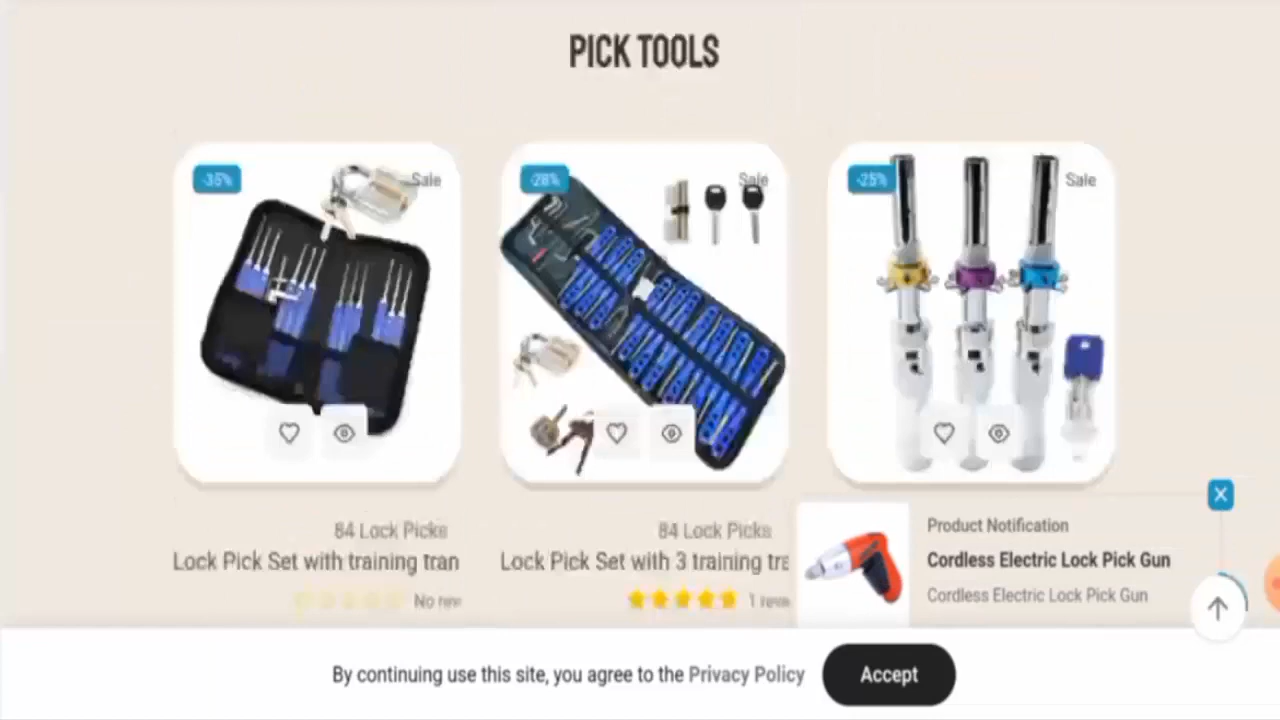 PICK TOOLS
-35%
Sale
-28%
Sale
-25%
Sale
84 Lock Picks
84 Lock Picks
Lock Pick Set with training tran
Lock Pick Set with 3 training tra
No rev
1 revi
Product Notification
Cordless Electric Lock Pick Gun
Cordless Electric Lock Pick Gun
By continuing use this site, you agree to the Privacy Policy
Accept